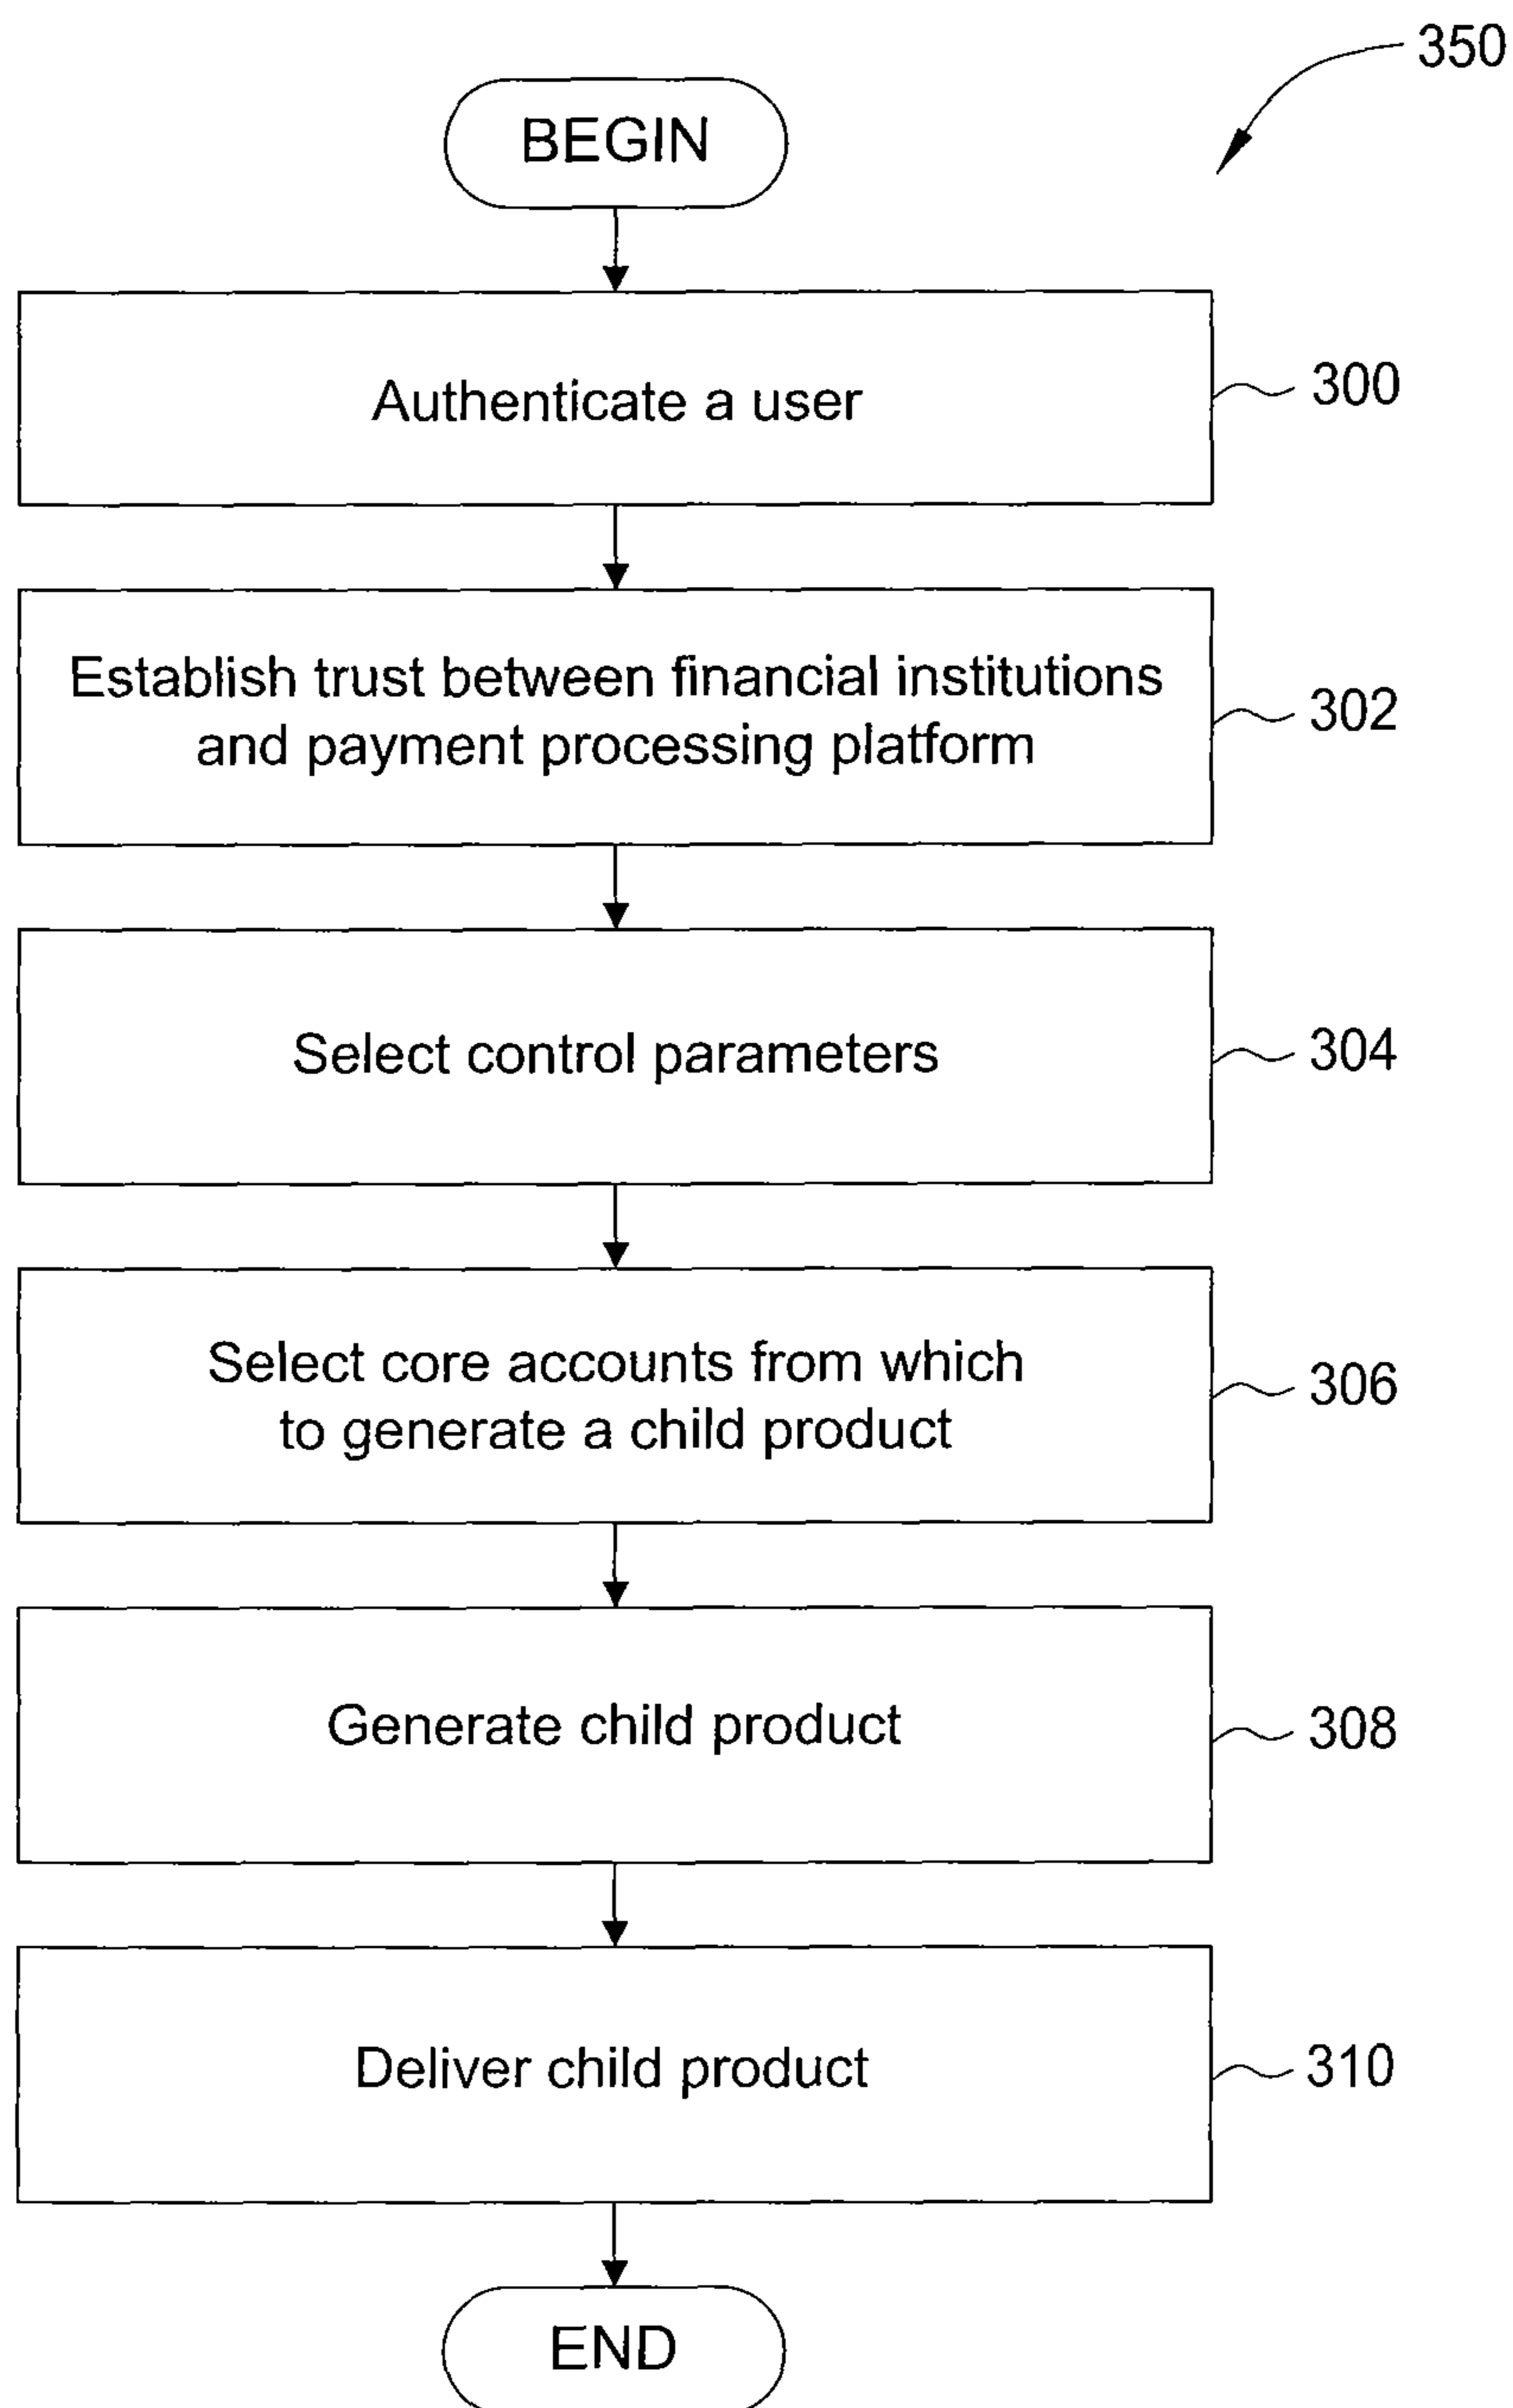 350
BEGIN
Authenticate a user
300
Establish trust between financial institutions
and payment processing platform
302
Select control parameters
304
Select core accounts from which
to generate a child product
306
Generate child product
308
Deliver child product
310
END